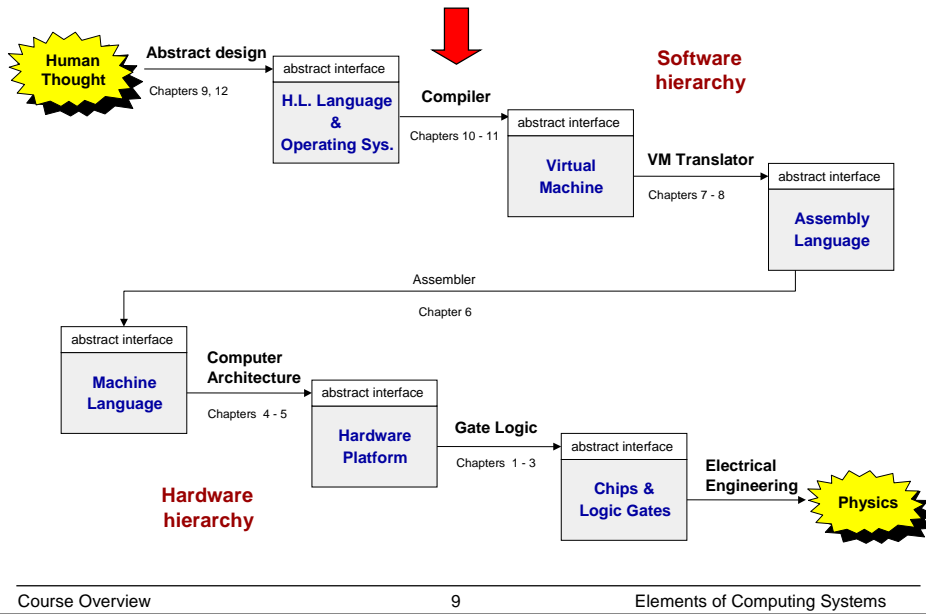 Human
Thought
Abstract design
Chapters 9, 12
abstract interface
H.L. Language
&
Operating Sys.
Compiler
Chapters 10 - 11
Software
hierarchy
abstract interface
Virtual
Machine
VM Translator
Chapters 7 - 8
abstract interface
Assembly
Language
Assembler
Chapter 6
abstract interface
Machine
Language
Computer
Architecture
Chapters 4 - 5
abstract interface
Hardware
Platform
Gate Logic
Chapters 1 - 3
abstract interface
Chips &
Logic Gates
Electrical
Engineering
Physics
Hardware
hierarchy
Course Overview 9 Elements of Computing Systems